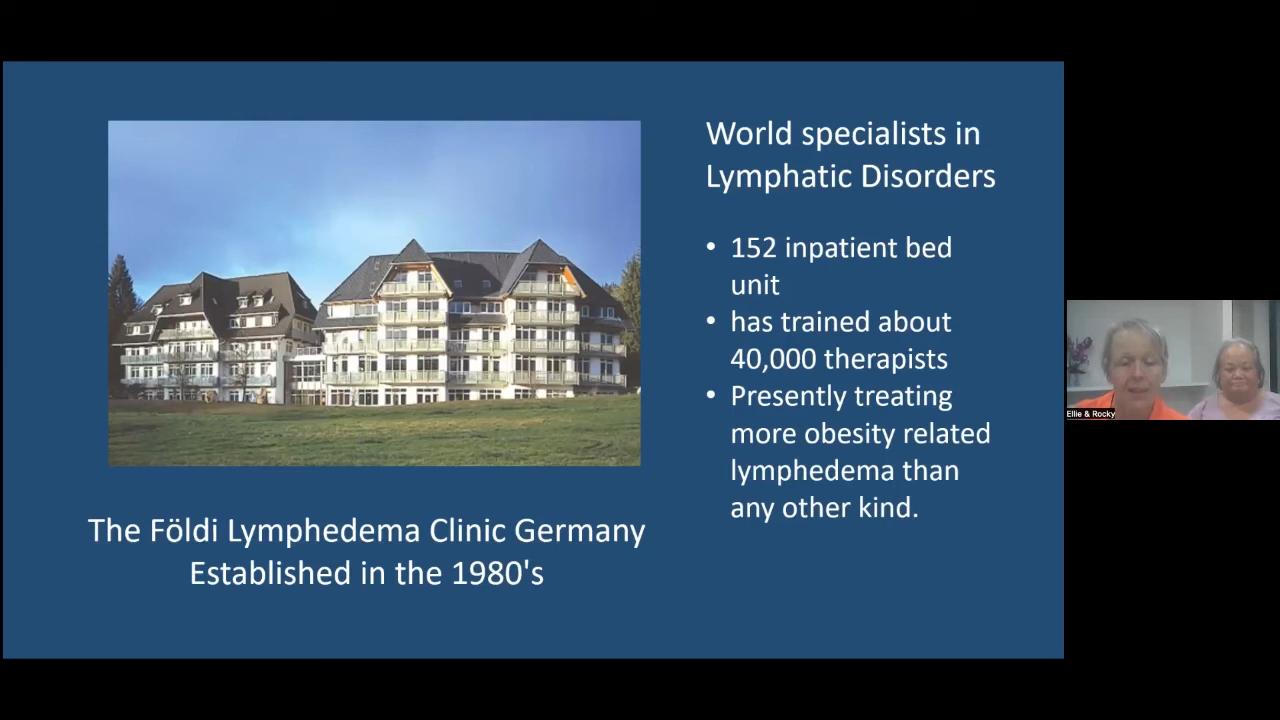 World specialists in
Lymphatic Disorders
• 152 inpatient bed
unit
• has trained about
40,000 therapists
• Presently treating
more obesity related
lymphedema than
any other kind.
The Földi Lymphedema Clinic Germany
Established in the 1980's
Ellie & Rocky